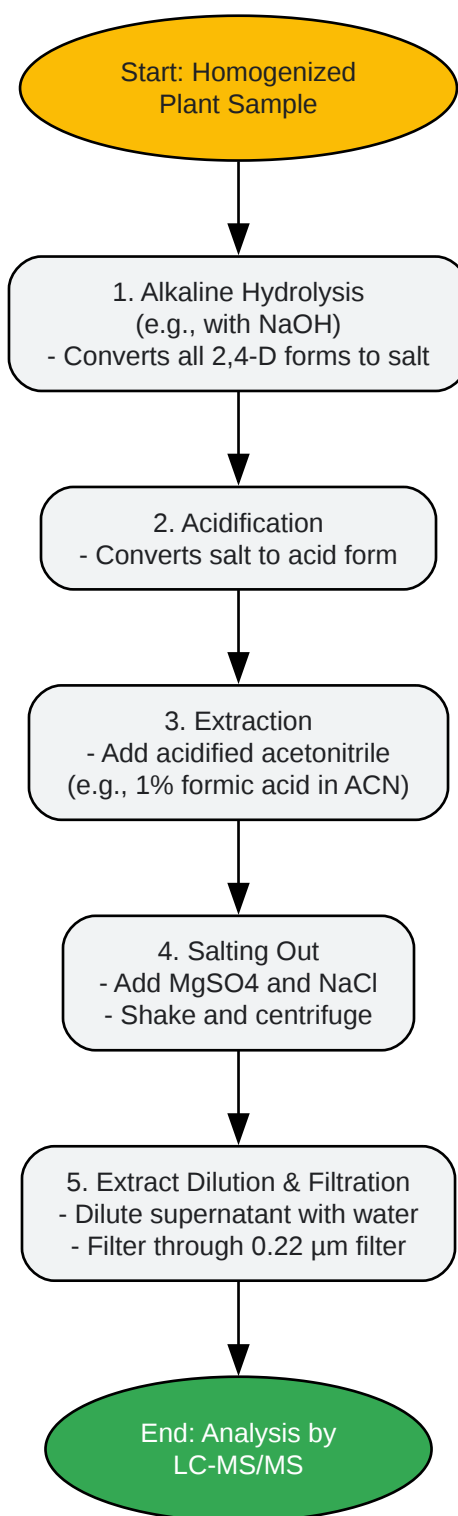 Start: Homogenized
Plant Sample
1. Alkaline Hydrolysis
(e.g., with NaOH)
- Converts all 2,4-D forms to salt
2. Acidification
- Converts salt to acid form
3. Extraction
- Add acidified acetonitrile
(e.g., 1% formic acid in ACN)
4. Salting Out
- Add MgSO4 and NaCl
- Shake and centrifuge
5. Extract Dilution & Filtration
- Dilute supernatant with water
- Filter through 0.22 µm filter
End: Analysis by
LC-MS/MS